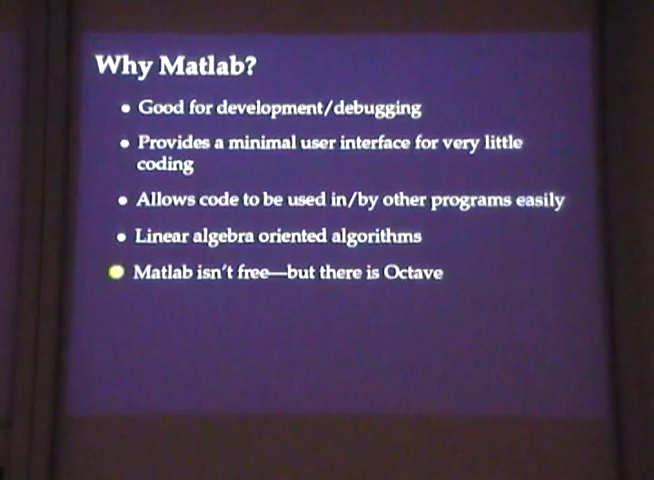 Why Matlab?
• Good for development/debugging
• Provides a minimal user interface for very little
coding
• Allows code to be used in/by other programs easily
• Linear algebra oriented algorithms
• Matlab isn't free—but there is Octave